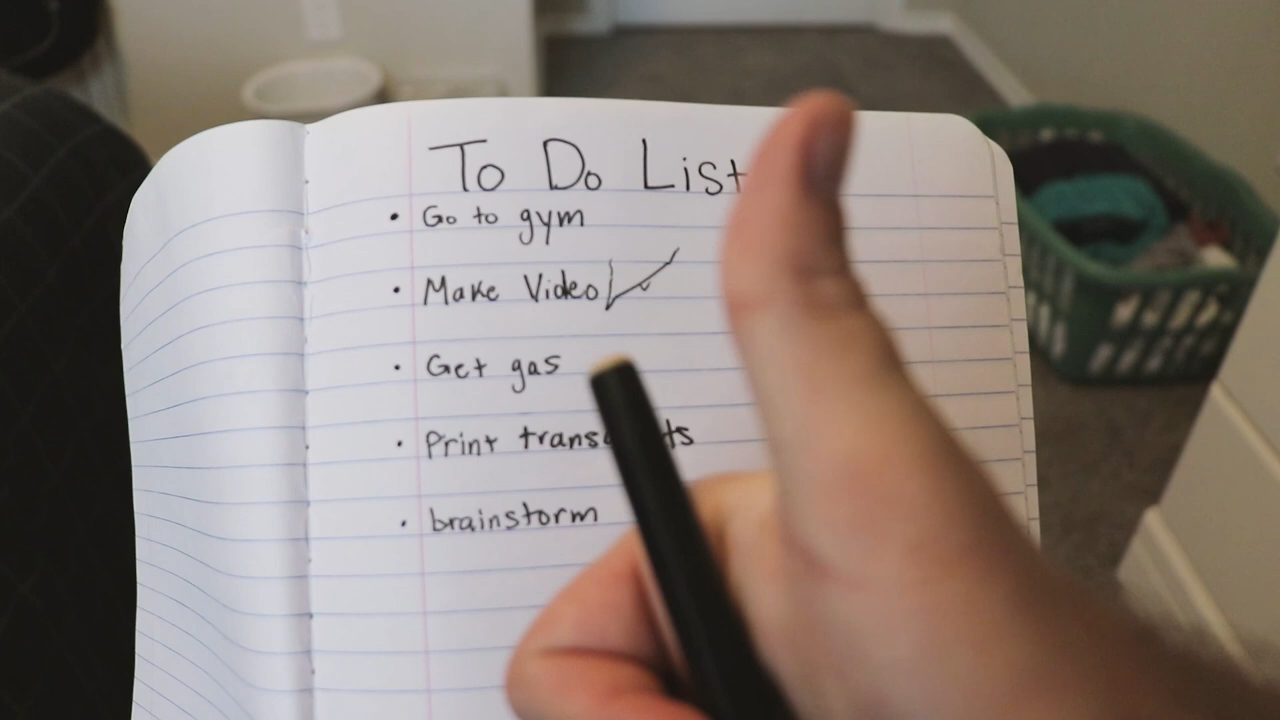 To Do List
• Go to gym
• Make Video ✓
• Get gas
• Print
• brainstorm